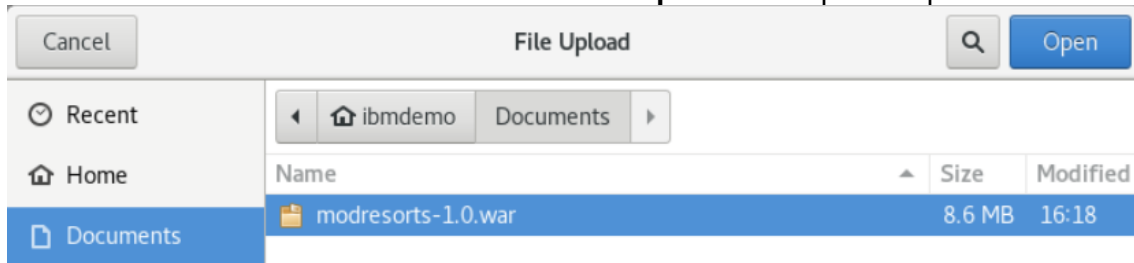 Cancel File Upload Open
Recent
ibmdemo Documents
Home
Name Size Modified
modresorts-1.0.war 8.6 MB 16:18
Documents